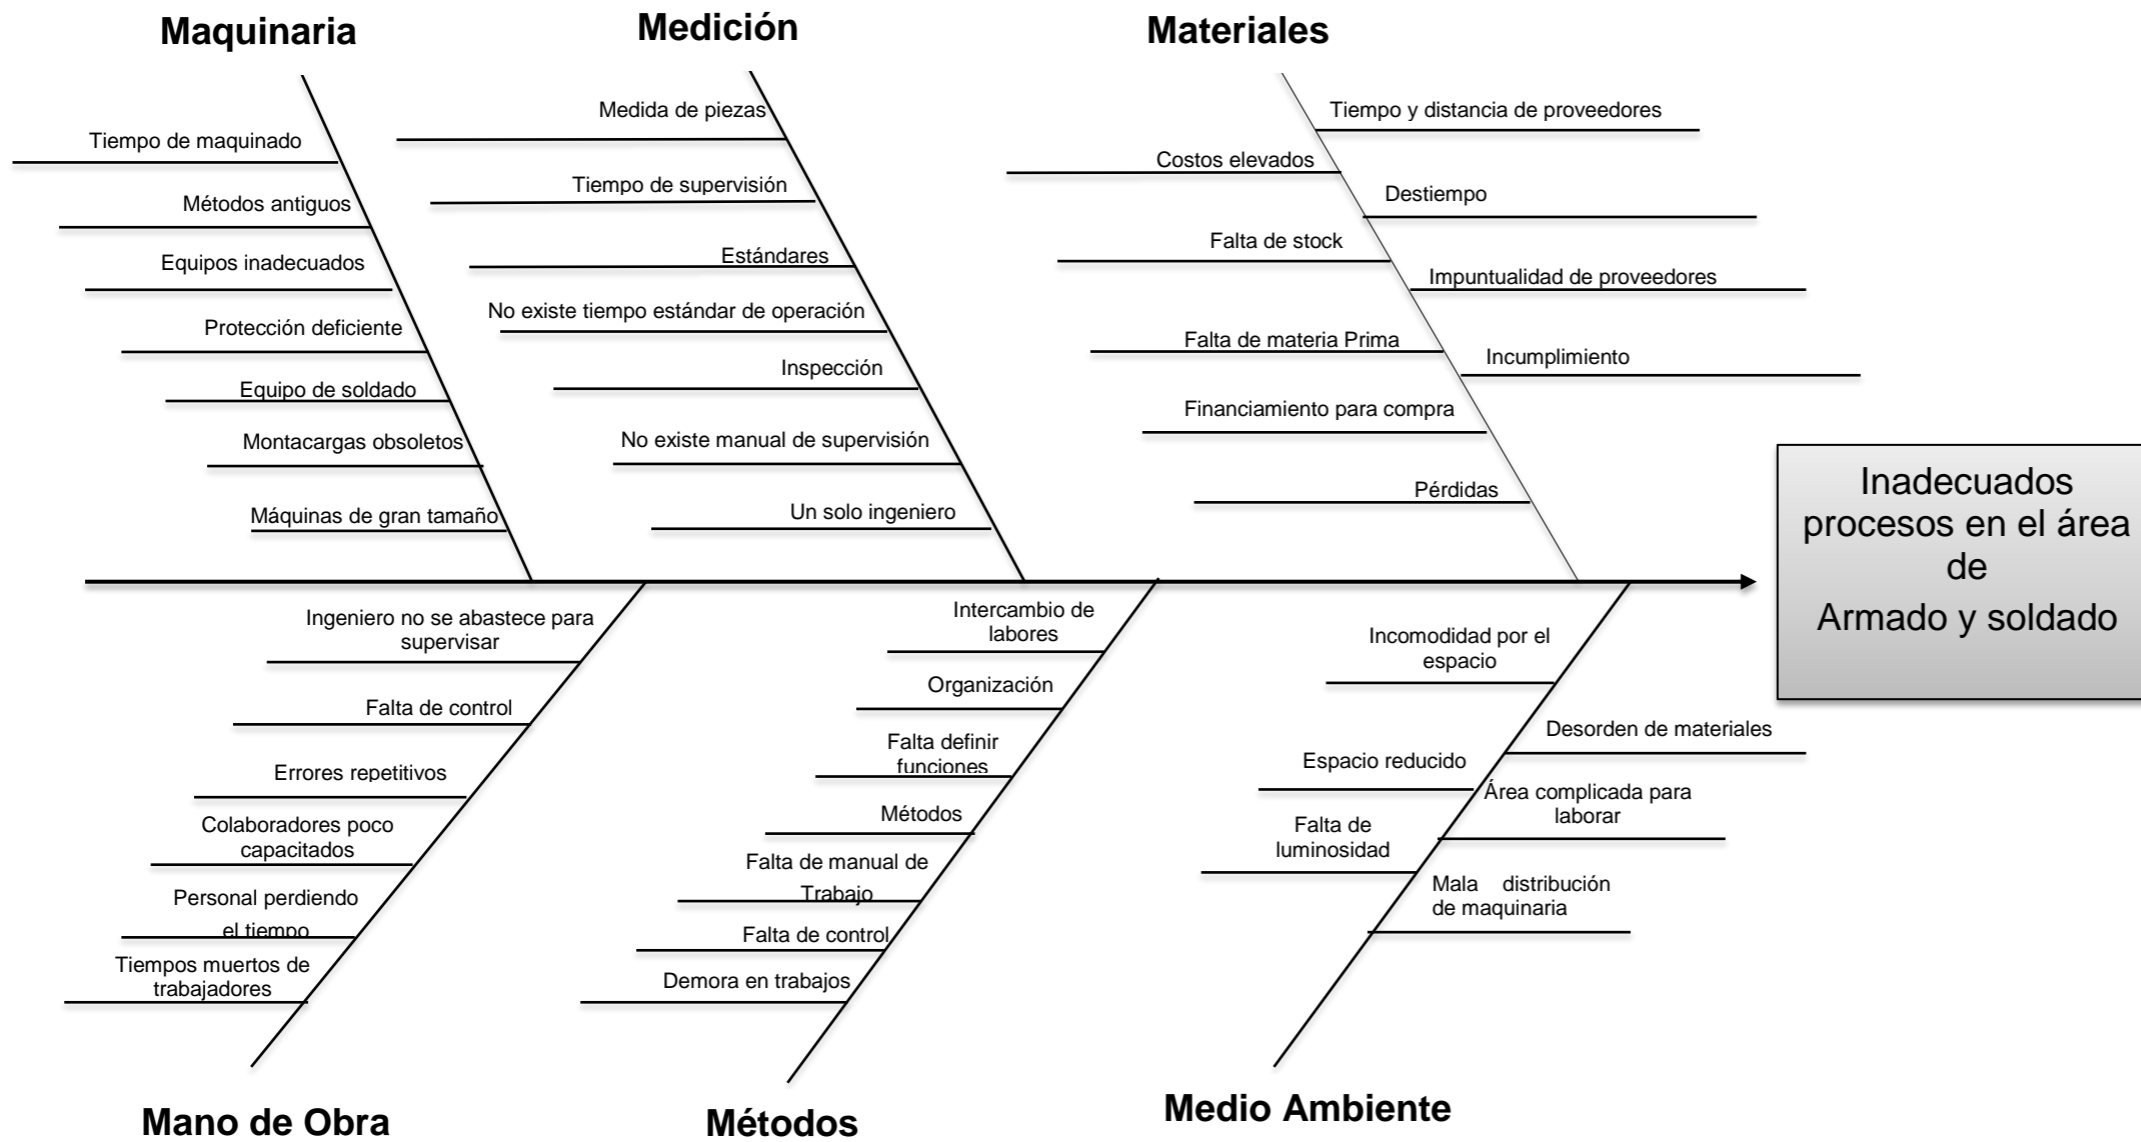 Maquinaria
Medición
Materiales
Tiempo de maquinado
Métodos antiguos
Equipos inadecuados
Protección deficiente
Equipo de soldado
Montacargas obsoletos
Máquinas de gran tamaño
Medida de piezas
Tiempo de supervisión
Estándares
No existe tiempo estándar de operación
Inspección
No existe manual de supervisión
Un solo ingeniero
Costos elevados
Falta de stock
Falta de materia Prima
Financiamiento para compra
Pérdidas
Tiempo y distancia de proveedores
Destiempo
Impuntualidad de proveedores
Incumplimiento
Inadecuados
procesos en el área
de
Armado y soldado
Ingeniero no se abastece para
supervisar
Falta de control
Errores repetitivos
Colaboradores poco
capacitados
Personal perdiendo
el tiempo
Tiempos muertos de
trabajadores
Intercambio de
labores
Organización
Falta definir
funciones
Métodos
Falta de manual de
Trabajo
Falta de control
Demora en trabajos
Incomodidad por el
espacio
Espacio reducido
Falta de
luminosidad
Desorden de materiales
Área complicada para
laborar
Mala distribución
de maquinaria
Mano de Obra
Métodos
Medio Ambiente